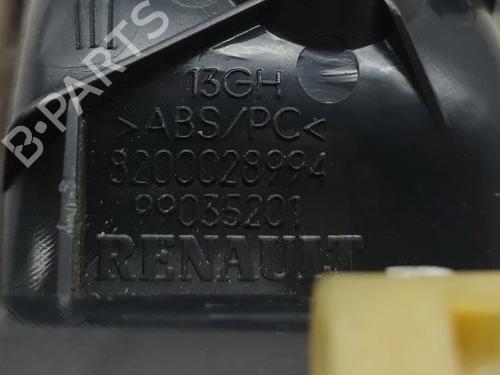 B-PARTS
13GH
>ABS/PC<
8200028994
99035201
RENAULT